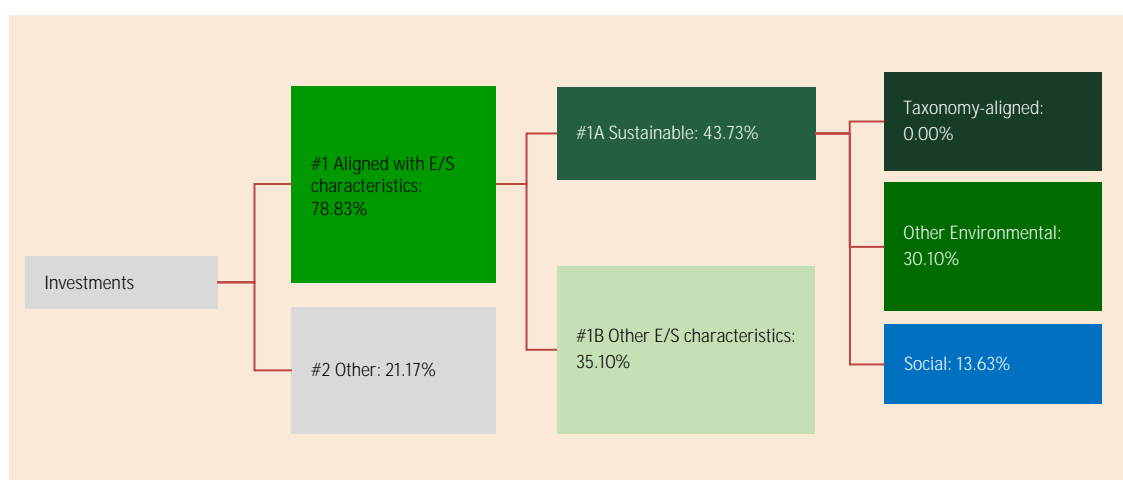 Investments
#1 Aligned with E/S
characteristics:
78.83%
#2 Other: 21.17%
#1A Sustainable: 43.73%
#1B Other E/S characteristics:
35.10%
Taxonomy-aligned:
0.00%
Other Environmental:
30.10%
Social: 13.63%